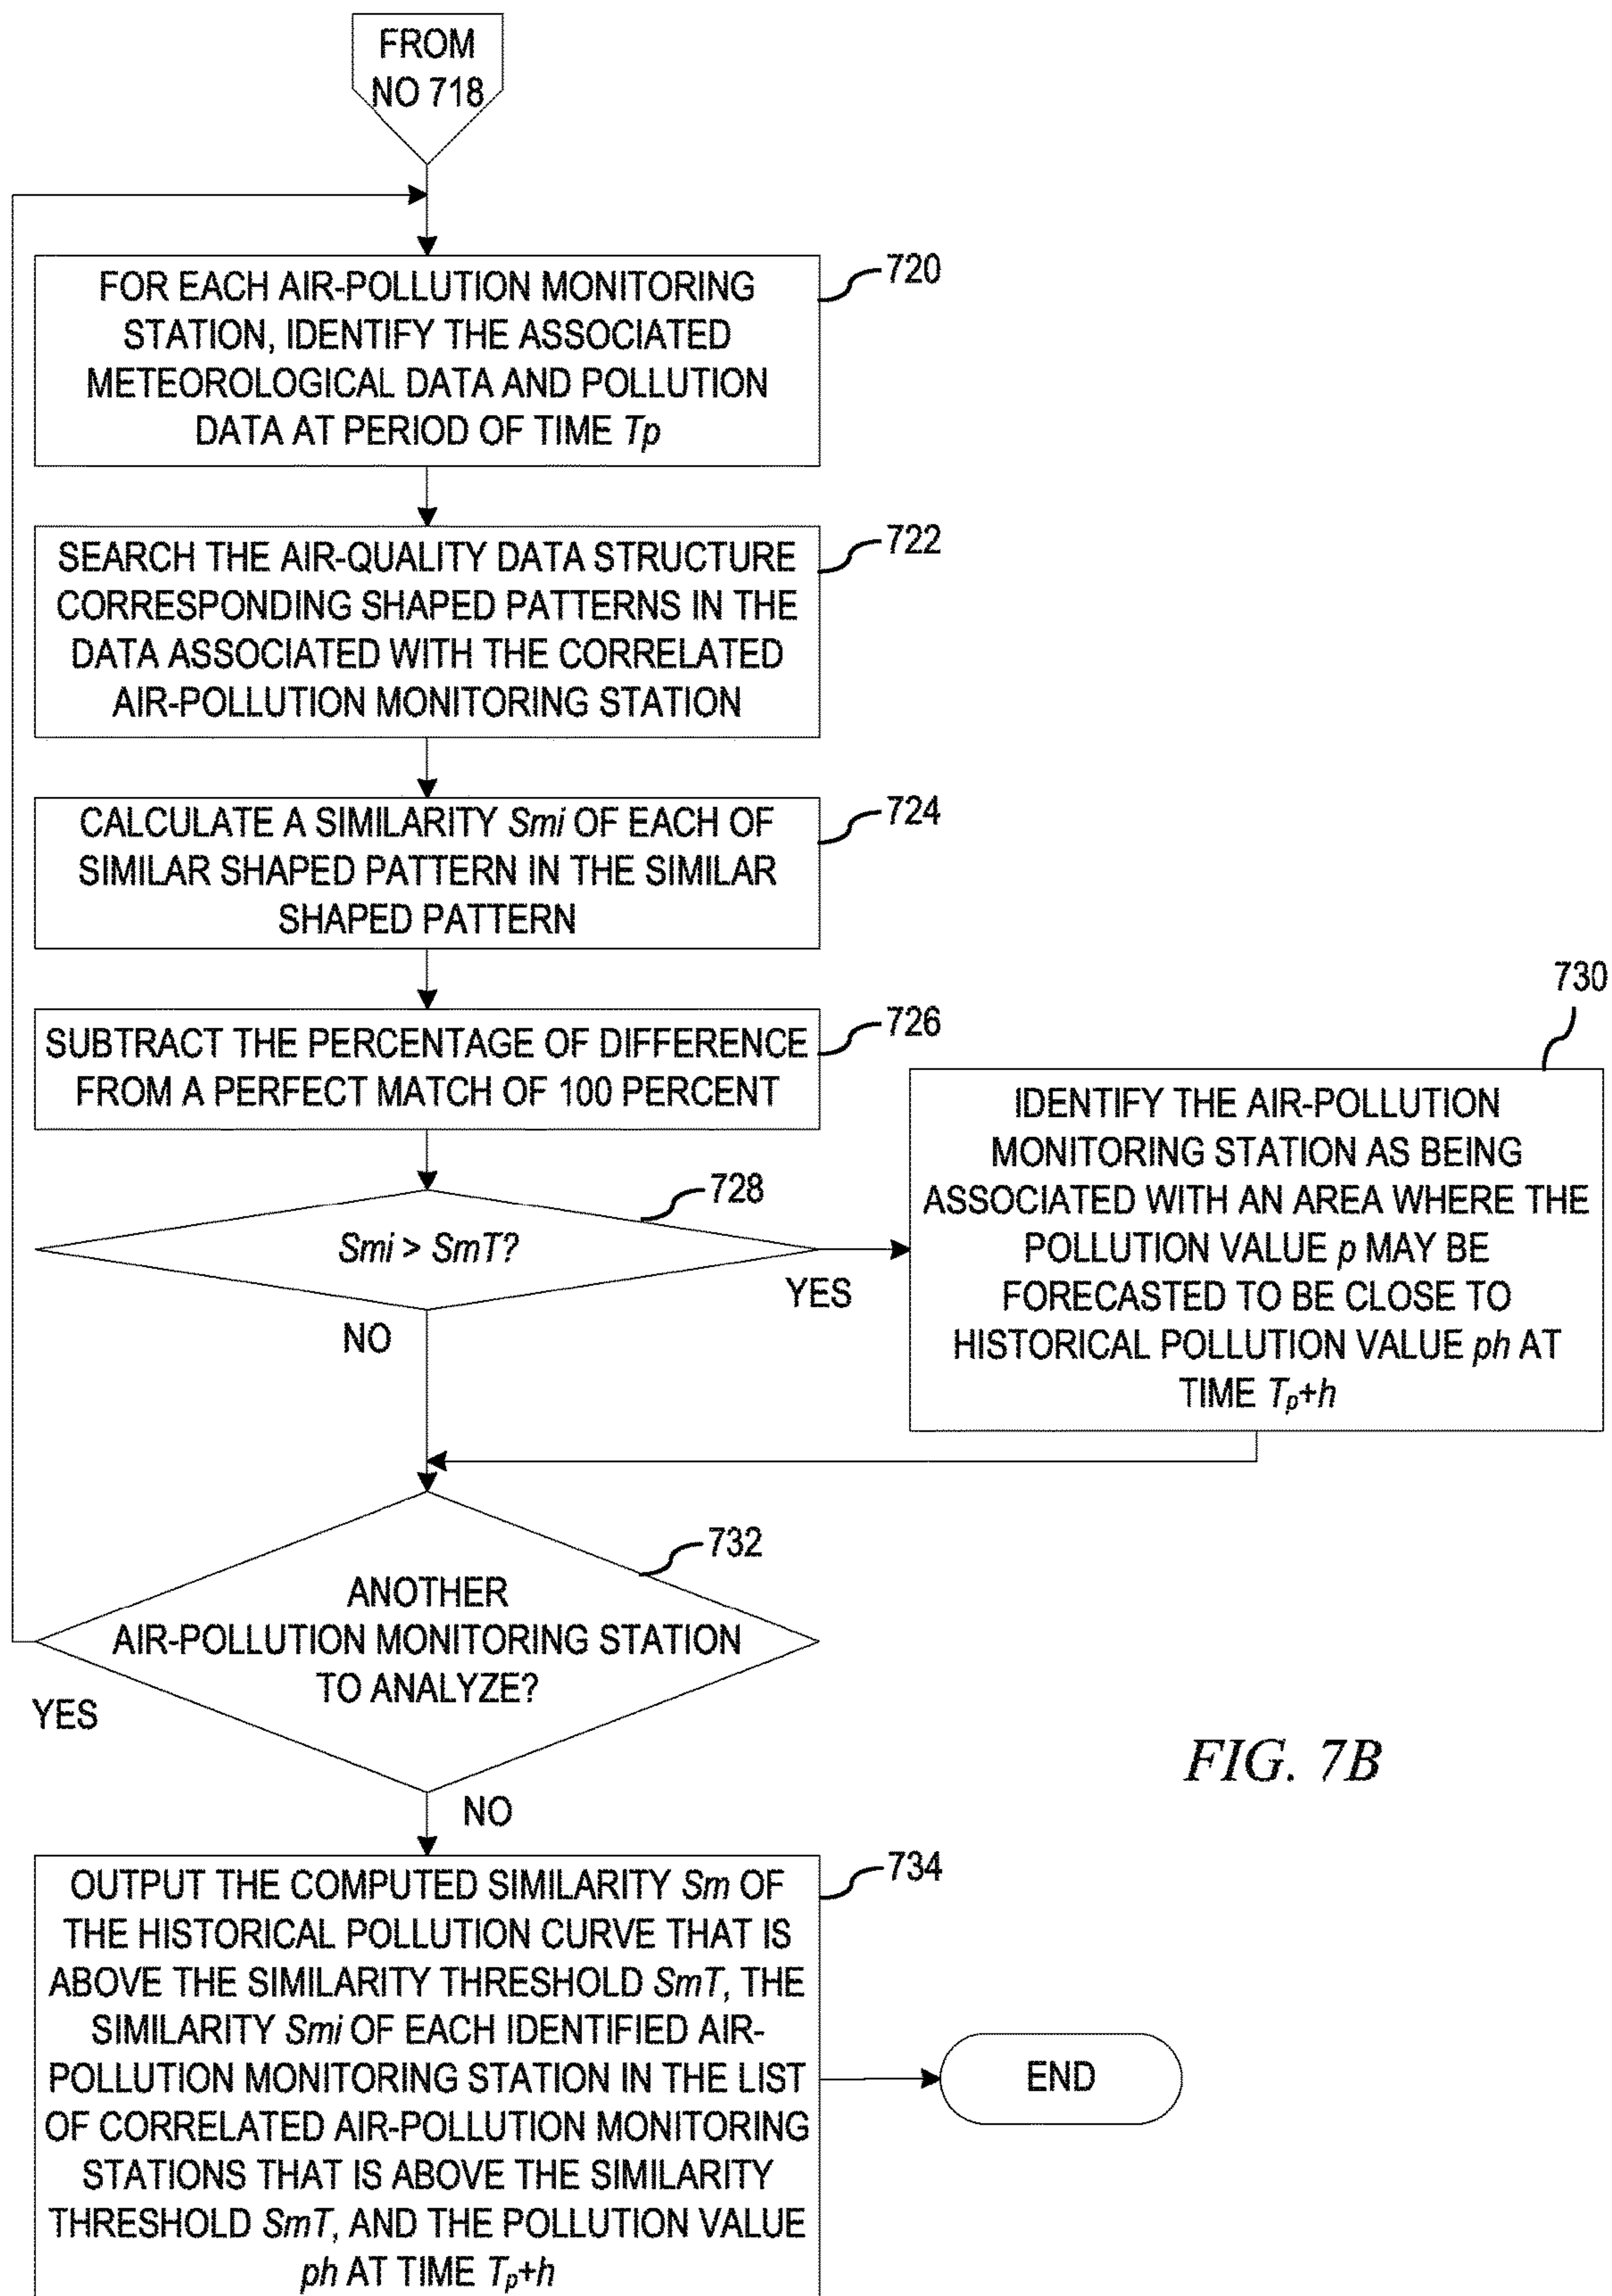 FROM
NO 718
FOR EACH AIR-POLLUTION MONITORING
STATION, IDENTIFY THE ASSOCIATED
METEOROLOGICAL DATA AND POLLUTION
DATA AT PERIOD OF TIME Tp
720
SEARCH THE AIR-QUALITY DATA STRUCTURE
CORRESPONDING SHAPED PATTERNS IN THE
DATA ASSOCIATED WITH THE CORRELATED
AIR-POLLUTION MONITORING STATION
722
CALCULATE A SIMILARITY Smi OF EACH OF
SIMILAR SHAPED PATTERN IN THE SIMILAR
SHAPED PATTERN
724
SUBTRACT THE PERCENTAGE OF DIFFERENCE
FROM A PERFECT MATCH OF 100 PERCENT
726
Smi > SmT?
728
YES
NO
730
IDENTIFY THE AIR-POLLUTION
MONITORING STATION AS BEING
ASSOCIATED WITH AN AREA WHERE THE
POLLUTION VALUE p MAY BE
FORECASTED TO BE CLOSE TO
HISTORICAL POLLUTION VALUE ph AT
TIME Tp+h
732
ANOTHER
AIR-POLLUTION MONITORING STATION
TO ANALYZE?
YES
NO
FIG. 7B
OUTPUT THE COMPUTED SIMILARITY Sm OF
THE HISTORICAL POLLUTION CURVE THAT IS
ABOVE THE SIMILARITY THRESHOLD SmT, THE
SIMILARITY Smi OF EACH IDENTIFIED AIR-
POLLUTION MONITORING STATION IN THE LIST
OF CORRELATED AIR-POLLUTION MONITORING
STATIONS THAT IS ABOVE THE SIMILARITY
THRESHOLD SmT, AND THE POLLUTION VALUE
ph AT TIME Tp+h
734
END